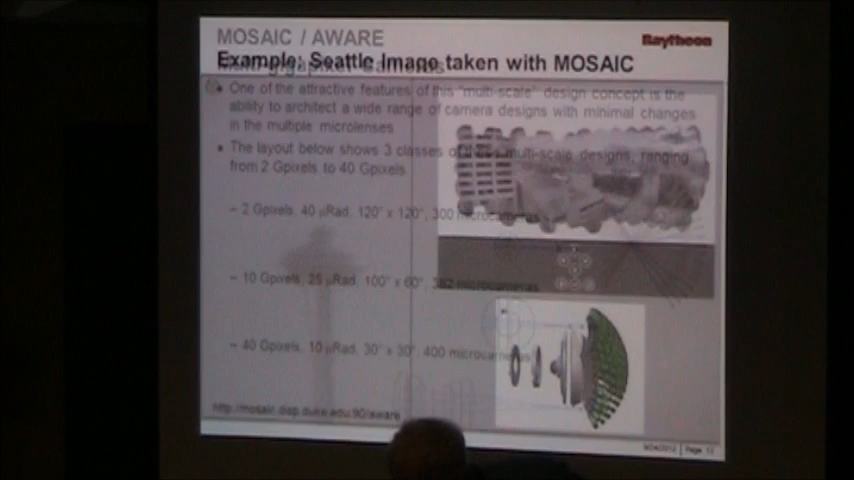 MOSAIC / AWARE
Raytheon
Example: Seattle Image taken with MOSAIC
One of the attractive features of this "multi-scale" design concept is the
ability to architect a wide range of camera designs with minimal changes
in the multiple microlenses
• The layout below shows 3 classes of multi-scale designs, ranging
from 2 Gpixels to 40 Gpixels
– 2 Gpixels, 40 µRad, 120° x 120°, 300 microcameras
– 10 Gpixels, 25 µRad, 100° x 60°, microcameras
– 40 Gpixels, 10 µRad, 30° x 30°, 400 microcameras
http://mosaic.disp.duke.edu:90/aware
Page